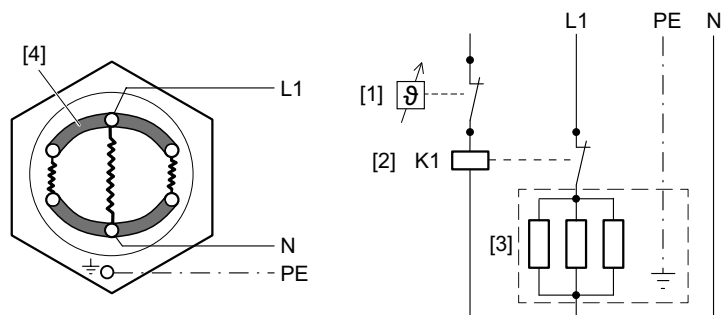 [4]
L1
N
PE
L1 PE N
[1] ϑ
[2] K1
[3]